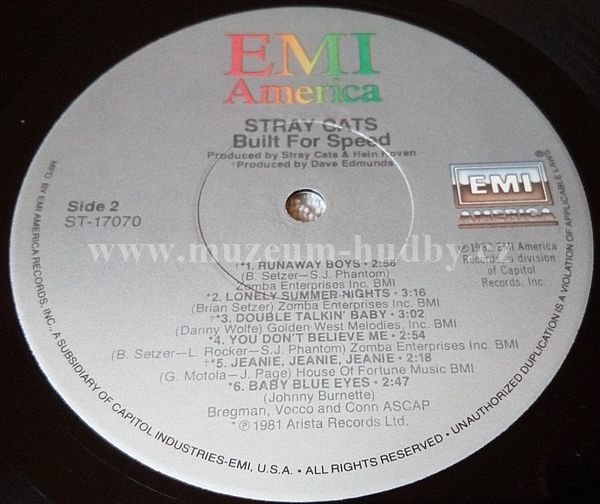 EMI
America
STRAY CATS
Built For Speed
Produced by Stray Cats & Hein Hoven
†Produced by Dave Edmunds
Side 2
ST-17070
EMI
AMERICA
℗1982 EMI America
Records, a division
of Capitol
Records, Inc.
www.muzeum-hudby.cz
*1. RUNAWAY BOYS • 2:58
(B. Setzer—S.J. Phantom)
Zomba Enterprises Inc. BMI
*2. LONELY SUMMER NIGHTS • 3:16
(Brian Setzer) Zomba Enterprises Inc. BMI
*3. DOUBLE TALKIN' BABY • 3:02
(Danny Wolfe) Golden West Melodies, Inc. BMI
*4. YOU DON'T BELIEVE ME • 2:54
(B. Setzer—L. Rocker—S.J. Phantom) Zomba Enterprises Inc. BMI
†*5. JEANIE, JEANIE, JEANIE • 2:18
(G. Motola—J. Page) House Of Fortune Music BMI
*6. BABY BLUE EYES • 2:47
(Johnny Burnette)
Bregman, Vocco and Conn ASCAP
*℗1981 Arista Records Ltd.
MFD. BY EMI AMERICA RECORDS, INC., A SUBSIDIARY OF CAPITOL INDUSTRIES-EMI, U.S.A. • ALL RIGHTS RESERVED • UNAUTHORIZED DUPLICATION IS A VIOLATION OF APPLICABLE LAWS